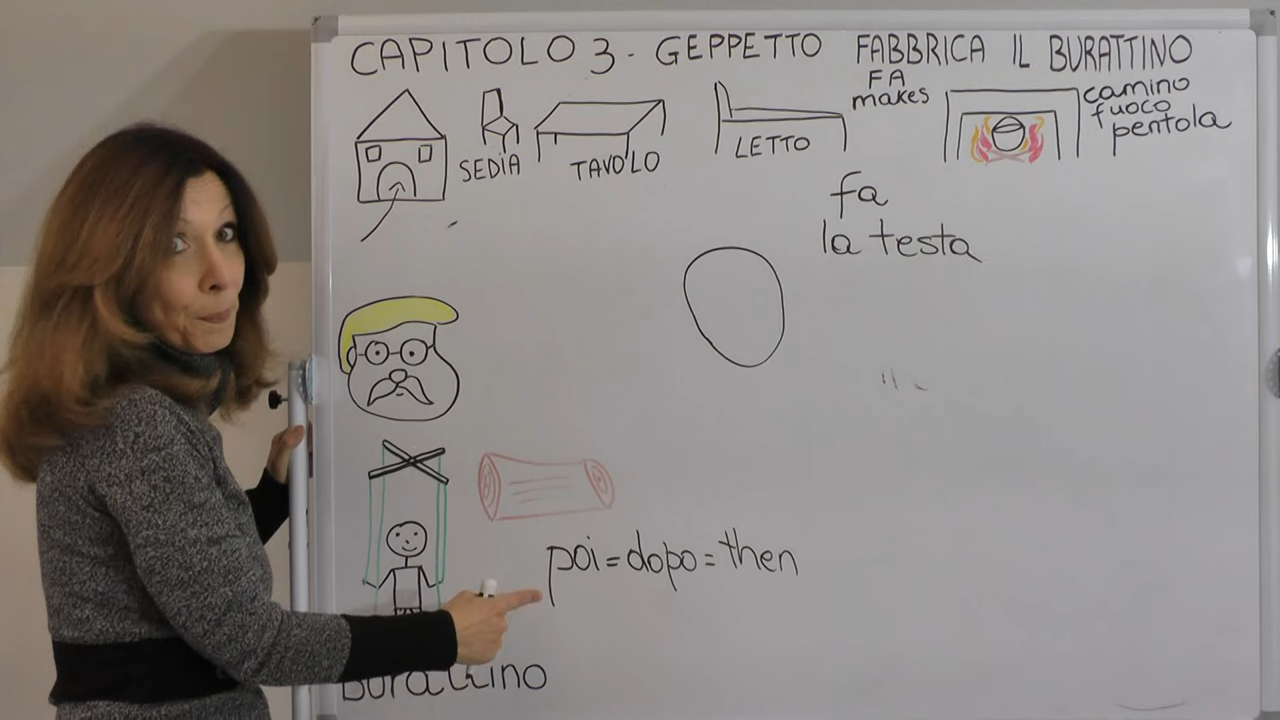 CAPITOLO 3 - GEPPETTO FABBRICA IL BURATTINO
FA
makes
SEDIA
TAVOLO
LETTO
camino
fuoco
pentola
fa
la testa
poi = dopo = then
Burattino